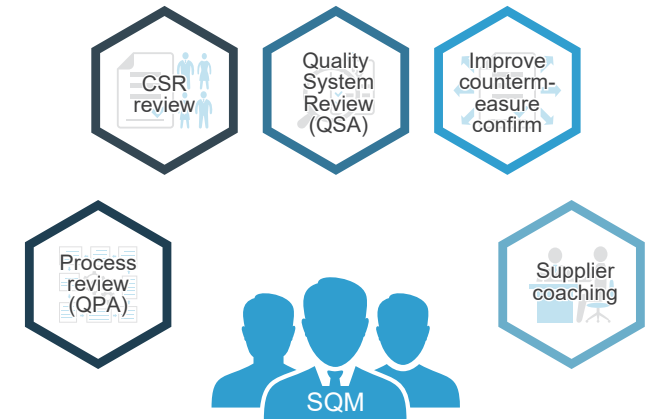 CSR
review
Quality
System
Review
(QSA)
Improve
counterm-
easure
confirm
Process
review
(QPA)
Supplier
coaching
SQM